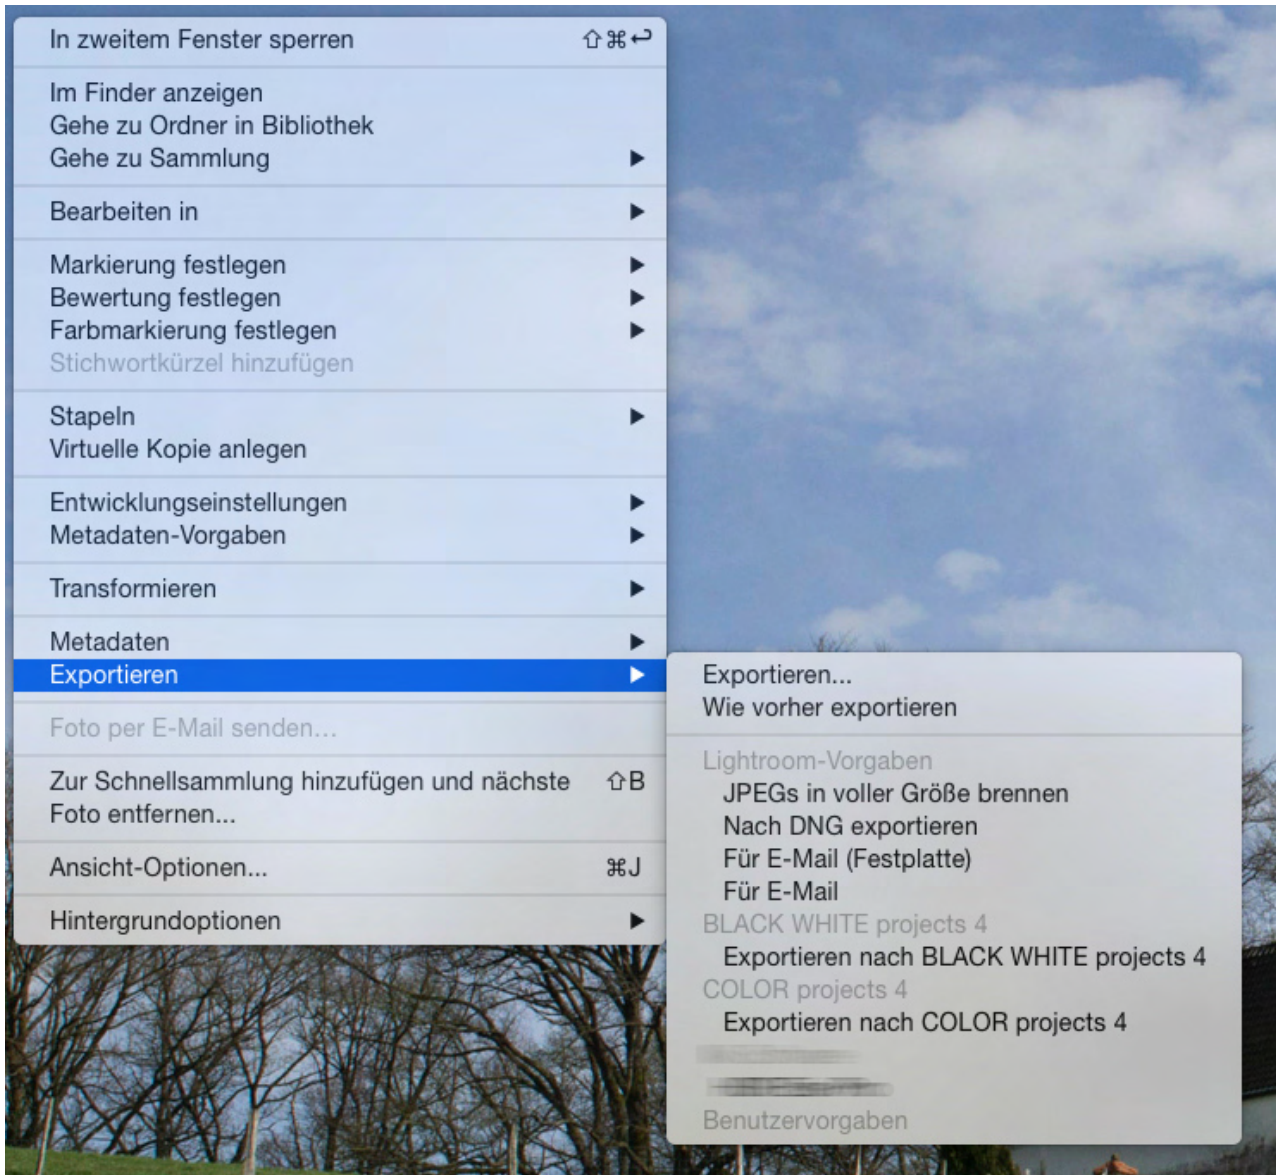 In zweitem Fenster sperren ⇧⌘↩
Im Finder anzeigen
Gehe zu Ordner in Bibliothek
Gehe zu Sammlung ▶
Bearbeiten in ▶
Markierung festlegen ▶
Bewertung festlegen ▶
Farbmarkierung festlegen ▶
Stichwortkürzel hinzufügen
Stapeln ▶
Virtuelle Kopie anlegen
Entwicklungseinstellungen ▶
Metadaten-Vorgaben ▶
Transformieren ▶
Metadaten ▶
Exportieren ▶
Foto per E-Mail senden...
Zur Schnellsammlung hinzufügen und nächste ⇧B
Foto entfernen...
Ansicht-Optionen... ⌘J
Hintergrundoptionen ▶
Exportieren...
Wie vorher exportieren
Lightroom-Vorgaben
JPEGs in voller Größe brennen
Nach DNG exportieren
Für E-Mail (Festplatte)
Für E-Mail
BLACK WHITE projects 4
Exportieren nach BLACK WHITE projects 4
COLOR projects 4
Exportieren nach COLOR projects 4
Benutzervorgaben